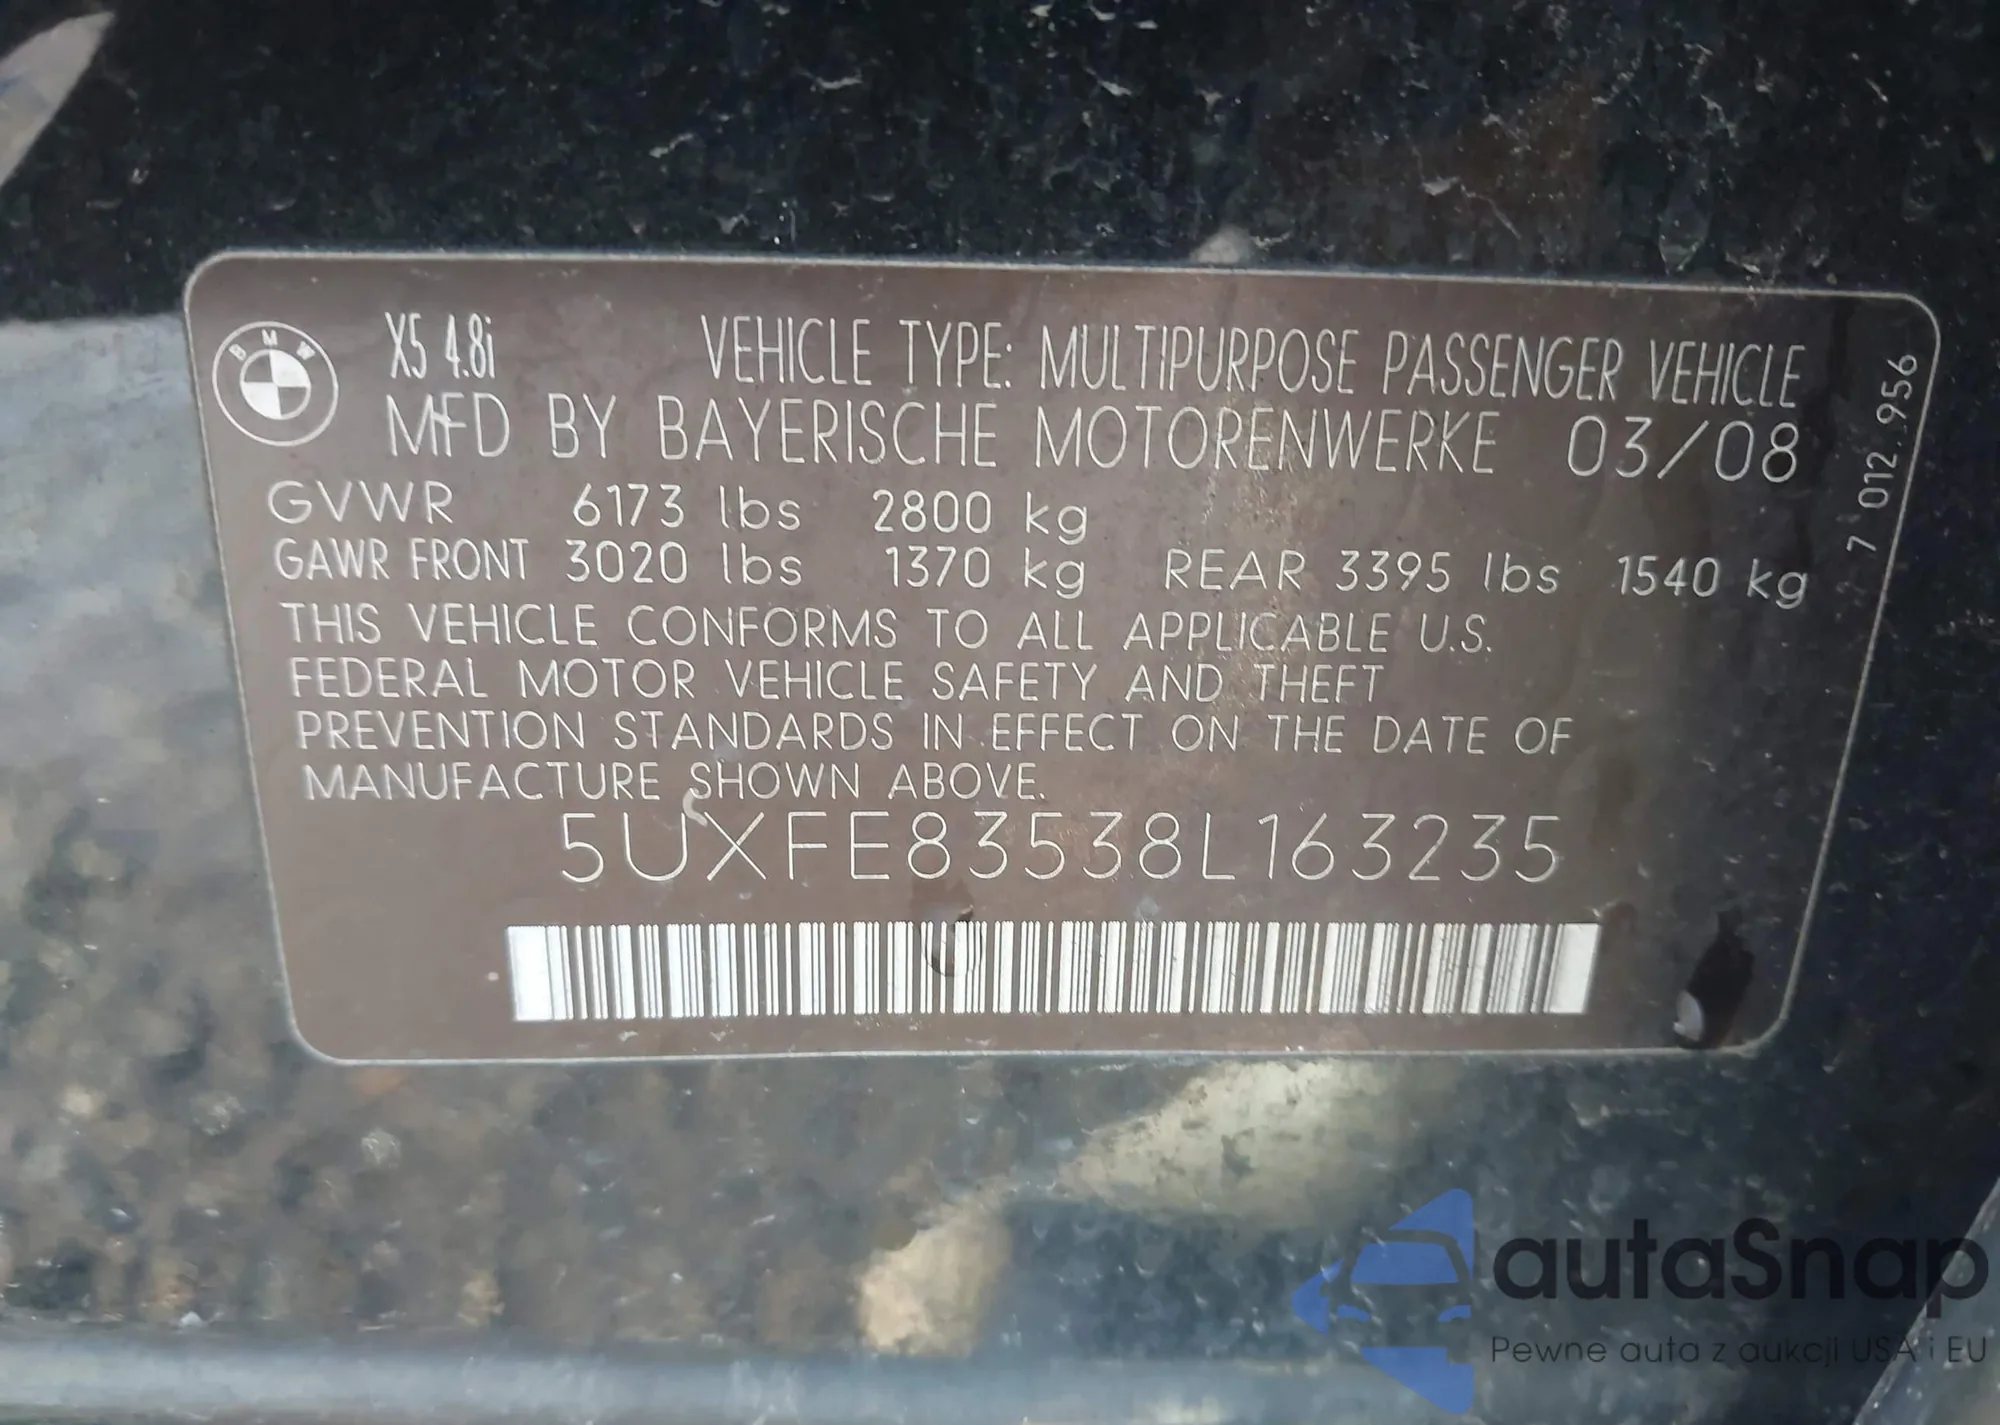 BMW
X5 4.8i VEHICLE TYPE: MULTIPURPOSE PASSENGER VEHICLE
MFD BY BAYERISCHE MOTORENWERKE 03/08
GVWR 6173 lbs 2800 kg
GAWR FRONT 3020 lbs 1370 kg REAR 3395 lbs 1540 kg
THIS VEHICLE CONFORMS TO ALL APPLICABLE U.S.
FEDERAL MOTOR VEHICLE SAFETY AND THEFT
PREVENTION STANDARDS IN EFFECT ON THE DATE OF
MANUFACTURE SHOWN ABOVE.
5UXFE83538L163235
7 012.956
autaSnap
Pewne auta z aukcji USA i EU